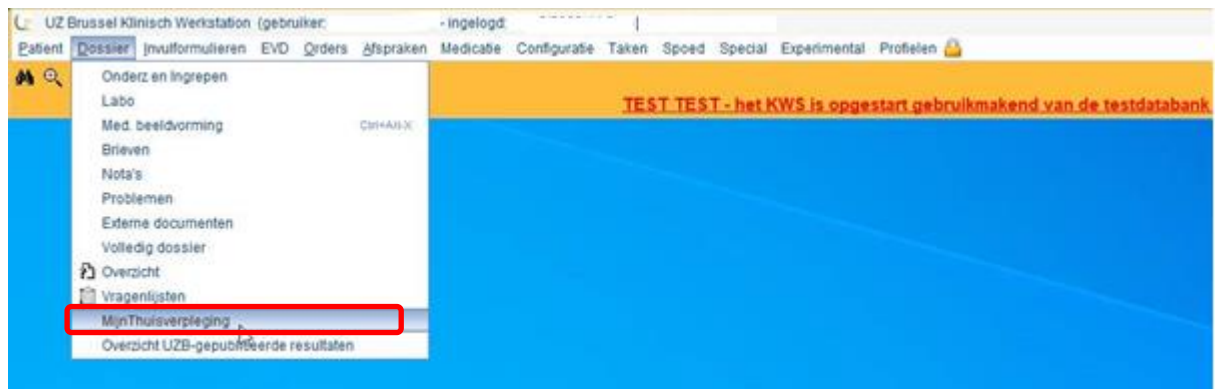 UZ Brussel Klinisch Werkstation (gebruiker: - ingelogd:
Patient Dossier Invulformulieren EVD Orders Afspraken Medicatie Configuratie Taken Spoed Special Experimental Profielen
TEST TEST - het KWS is opgestart gebruikmakend van de testdatabank
Onderz en Ingrepen
Labo
Med. beeldvorming Ctrl+Alt-X
Brieven
Nota's
Problemen
Externe documenten
Volledig dossier
Overzicht
Vragenlijsten
MijnThuisverpleging
Overzicht UZB-gepubliceerde resultaten